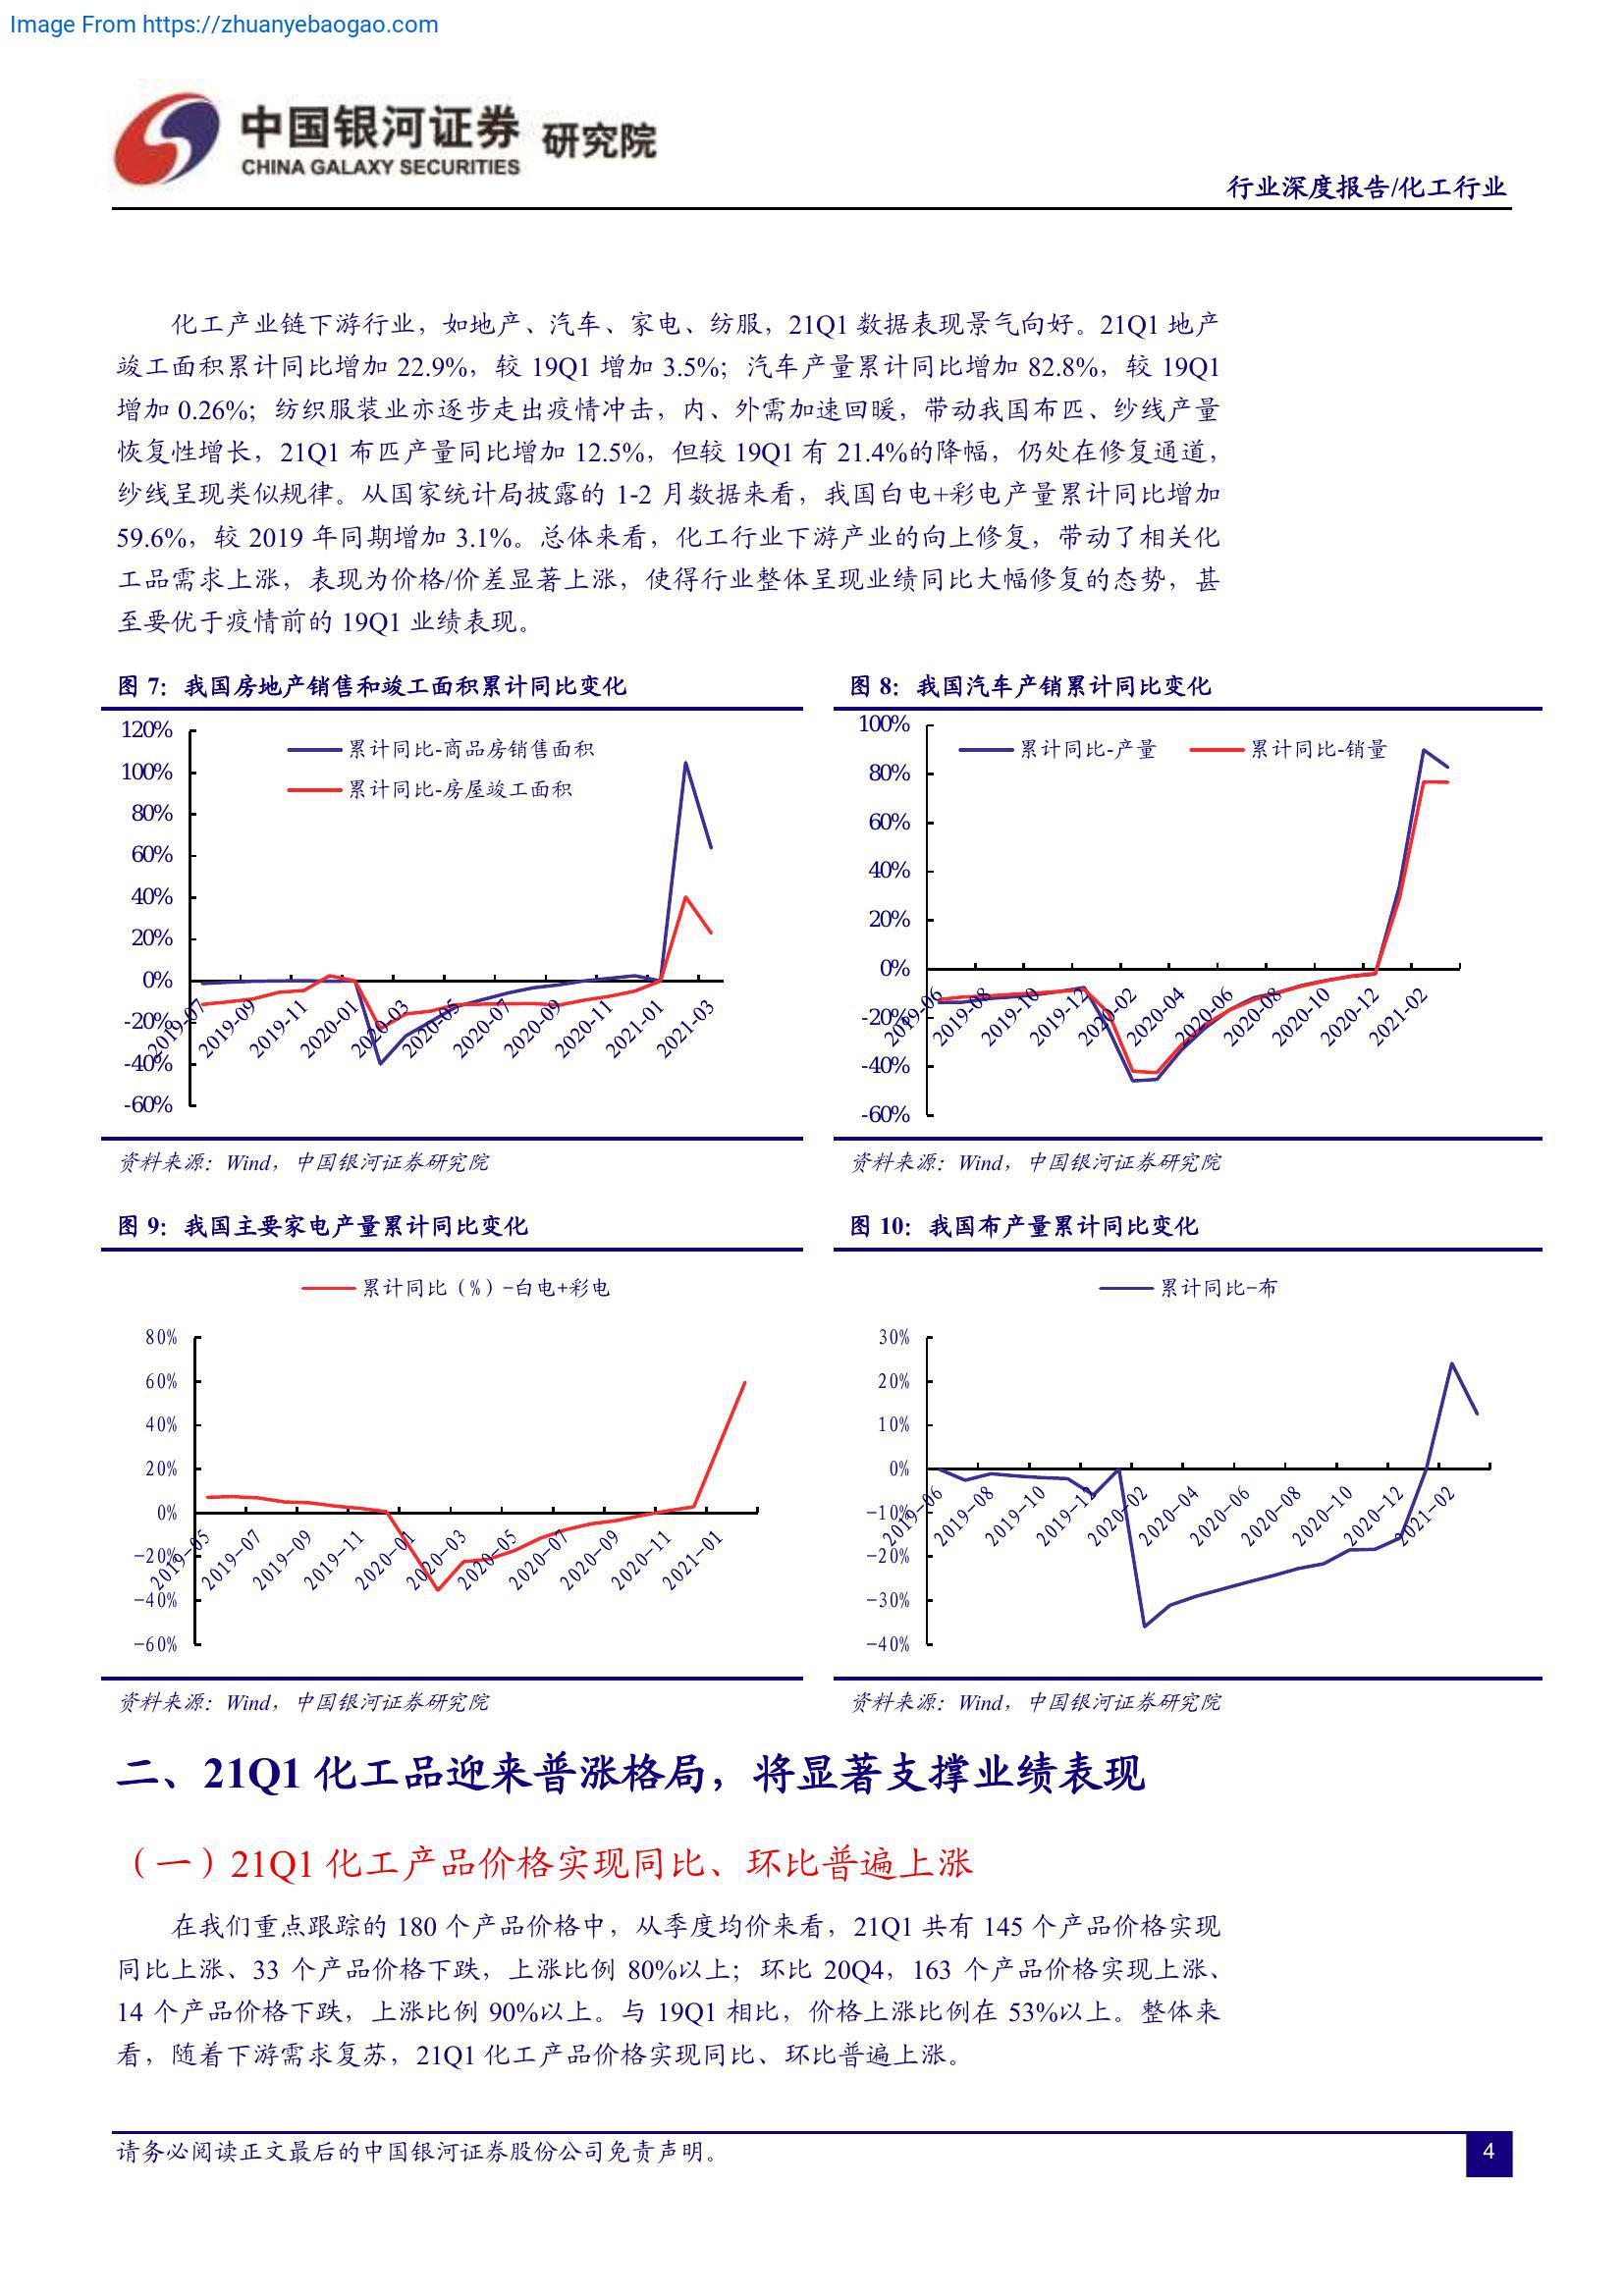 Image From https://zhuanyebaogao.com
中国银河证券 研究院
CHINA GALAXY SECURITIES
行业深度报告/化工行业
化工产业链下游行业，如地产、汽车、家电、纺服，21Q1 数据表现景气向好。21Q1 地产
竣工面积累计同比增加 22.9%，较 19Q1 增加 3.5%；汽车产量累计同比增加 82.8%，较 19Q1
增加 0.26%；纺织服装业亦逐步走出疫情冲击，内、外需加速回暖，带动我国布匹、纱线产量
恢复性增长，21Q1 布匹产量同比增加 12.5%，但较 19Q1 有 21.4%的降幅，仍处在修复通道，
纱线呈现类似规律。从国家统计局披露的 1-2 月数据来看，我国白电+彩电产量累计同比增加
59.6%，较 2019 年同期增加 3.1%。总体来看，化工行业下游产业的向上修复，带动了相关化
工品需求上涨，表现为价格/价差显著上涨，使得行业整体呈现业绩同比大幅修复的态势，甚
至要优于疫情前的 19Q1 业绩表现。
图 7：我国房地产销售和竣工面积累计同比变化
120%
100%
80%
60%
40%
20%
0%
-20%
-40%
-60%
累计同比-商品房销售面积
累计同比-房屋竣工面积
2019-07
2019-09
2019-11
2020-01
2020-03
2020-05
2020-07
2020-09
2020-11
2021-01
2021-03
资料来源：Wind，中国银河证券研究院
图 8：我国汽车产销累计同比变化
100%
80%
60%
40%
20%
0%
-20%
-40%
-60%
累计同比-产量
累计同比-销量
2019-06
2019-08
2019-10
2019-12
2020-02
2020-04
2020-06
2020-08
2020-10
2020-12
2021-02
资料来源：Wind，中国银河证券研究院
图 9：我国主要家电产量累计同比变化
累计同比（%）-白电+彩电
80%
60%
40%
20%
0%
-20%
-40%
-60%
2019-05
2019-07
2019-09
2019-11
2020-01
2020-03
2020-05
2020-07
2020-09
2020-11
2021-01
资料来源：Wind，中国银河证券研究院
图 10：我国布产量累计同比变化
累计同比-布
30%
20%
10%
0%
-10%
-20%
-30%
-40%
2019-06
2019-08
2019-10
2019-12
2020-02
2020-04
2020-06
2020-08
2020-10
2020-12
2021-02
资料来源：Wind，中国银河证券研究院
二、21Q1 化工品迎来普涨格局，将显著支撑业绩表现
（一）21Q1 化工产品价格实现同比、环比普遍上涨
在我们重点跟踪的 180 个产品价格中，从季度均价来看，21Q1 共有 145 个产品价格实现
同比上涨、33 个产品价格下跌，上涨比例 80%以上；环比 20Q4，163 个产品价格实现上涨、
14 个产品价格下跌，上涨比例 90%以上。与 19Q1 相比，价格上涨比例在 53%以上。整体来
看，随着下游需求复苏，21Q1 化工产品价格实现同比、环比普遍上涨。
请务必阅读正文最后的中国银河证券股份公司免责声明。
4